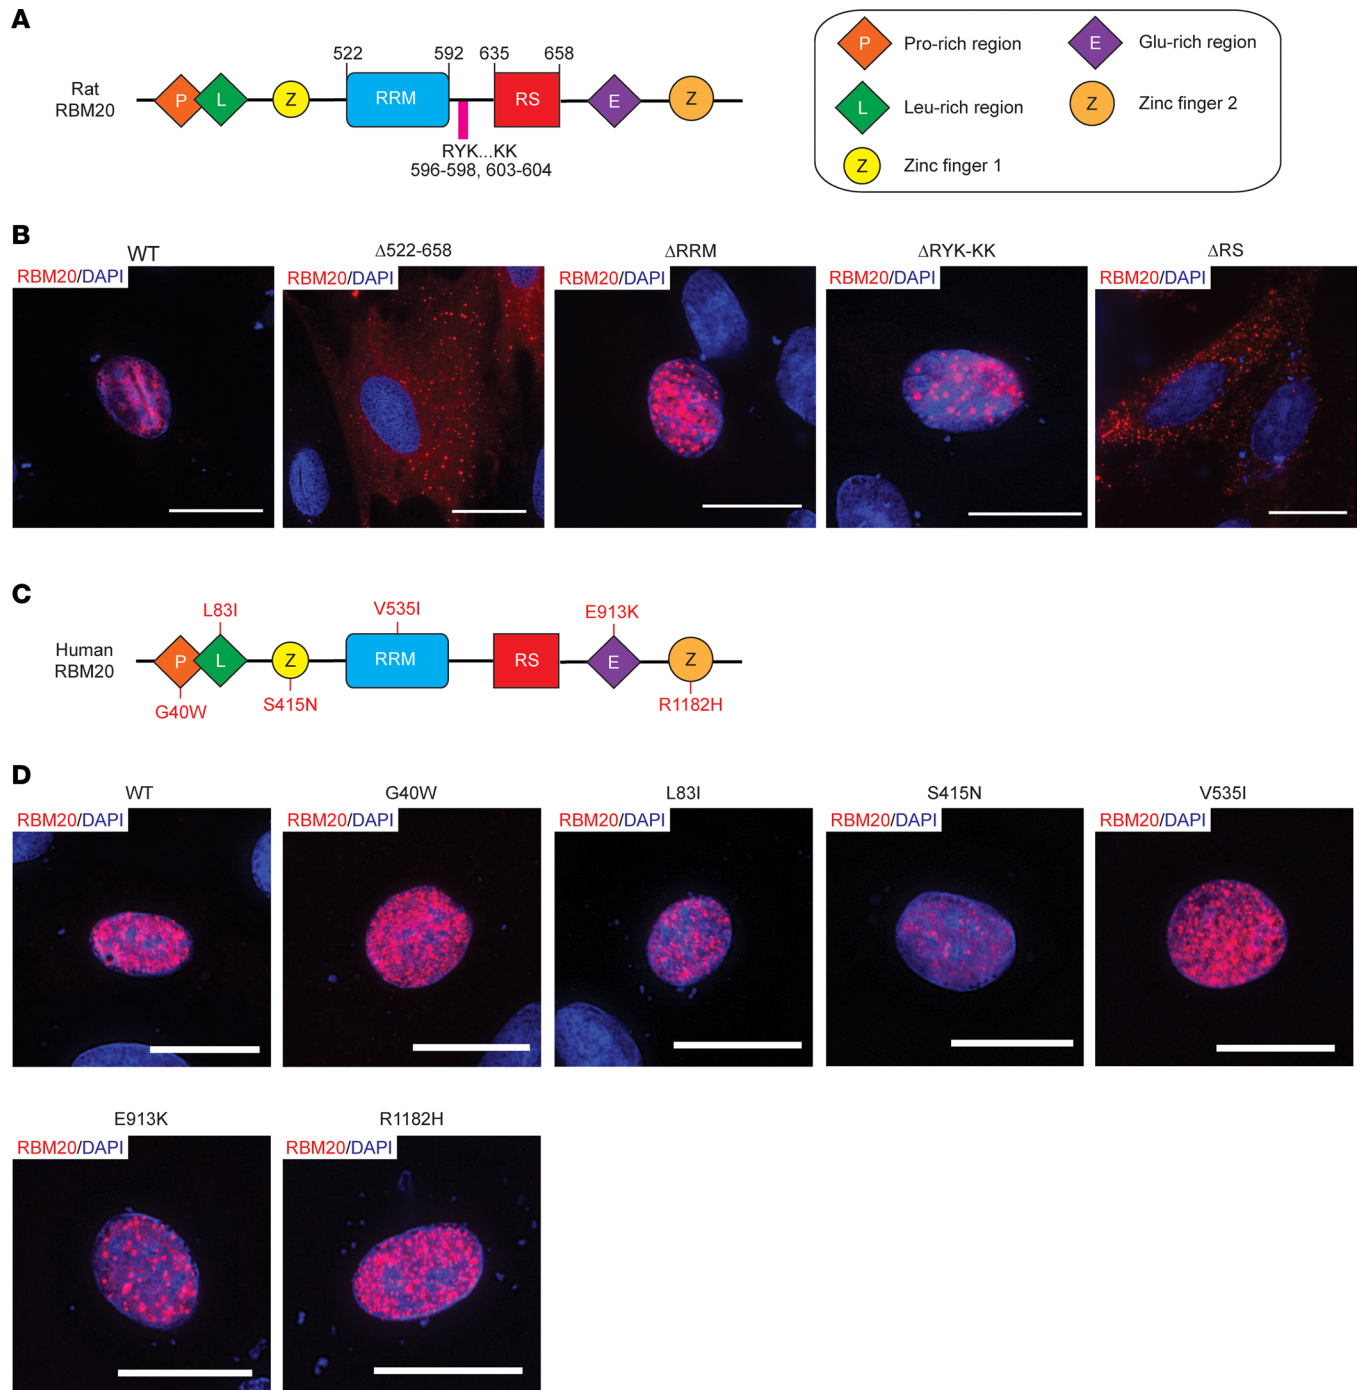 A
522 592 635 658
Rat
RBM20
P L Z RRM RS E Z
RYK...KK
596-598, 603-604
P Pro-rich region
E Glu-rich region
L Leu-rich region
Z Zinc finger 2
Z Zinc finger 1
B
WT Δ522-658 ΔRRM ΔRYK-KK ΔRS
RBM20/DAPI RBM20/DAPI RBM20/DAPI RBM20/DAPI RBM20/DAPI
C
L83I V535I E913K
Human
RBM20
P L Z RRM RS E Z
G40W S415N R1182H
D
WT G40W L83I S415N V535I
RBM20/DAPI RBM20/DAPI RBM20/DAPI RBM20/DAPI RBM20/DAPI
E913K R1182H
RBM20/DAPI RBM20/DAPI